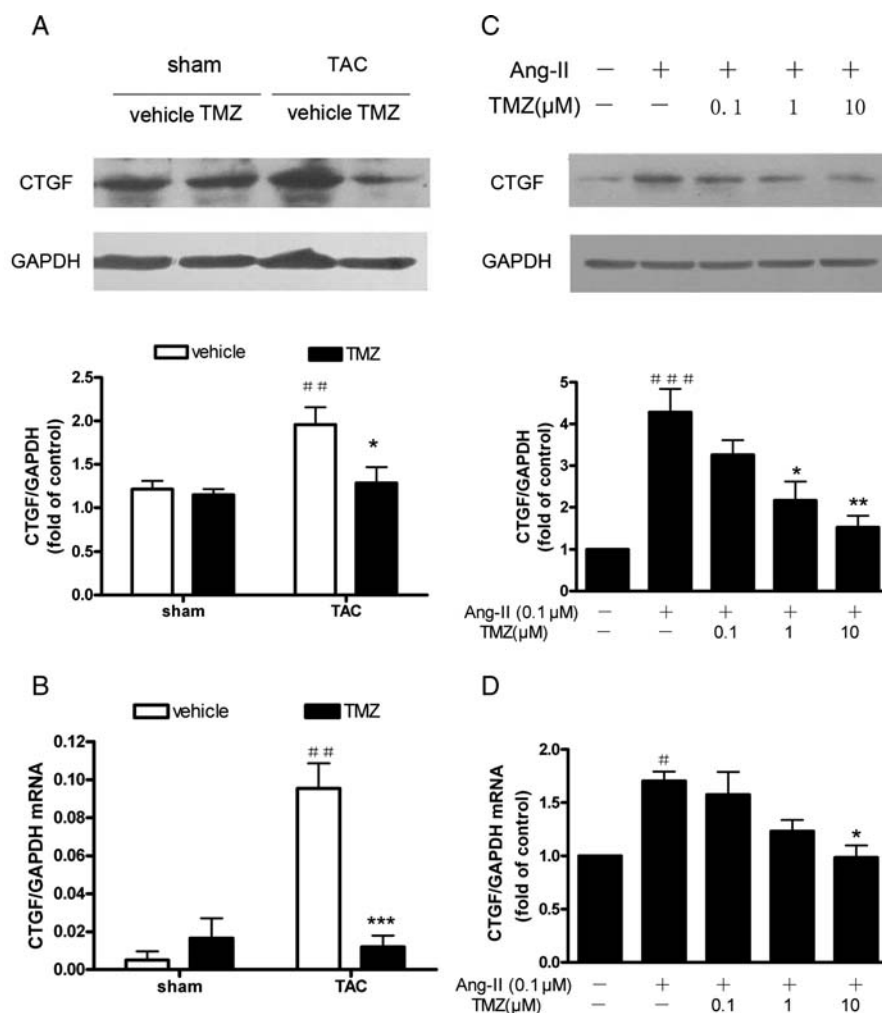 A
sham TAC
vehicle TMZ vehicle TMZ
CTGF
GAPDH
vehicle TMZ
CTGF/GAPDH
(fold of control)
2.5
2.0
1.5
1.0
0.5
0.0
##
*
sham TAC
B
vehicle TMZ
CTGF/GAPDH mRNA
0.12
0.10
0.08
0.06
0.04
0.02
0.00
##
***
sham TAC
C
Ang-II − + + + +
TMZ(μM) − − 0.1 1 10
CTGF
GAPDH
CTGF/GAPDH
(fold of control)
5
4
2
1
0
###
*
**
Ang-II (0.1 μM) − + + + +
TMZ(μM) − − 0.1 1 10
D
CTGF/GAPDH mRNA
(fold of control)
2.0
1.5
1.0
0.5
0.0
#
*
Ang-II (0.1 μM) − + + + +
TMZ(μM) − − 0.1 1 10